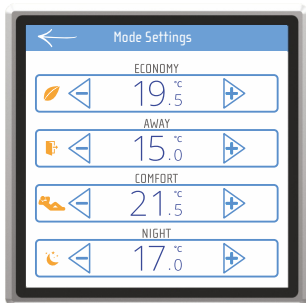 Mode Settings
ECONOMY
− 19.5 °C +
AWAY
− 15.0 °C +
COMFORT
− 21.5 °C +
NIGHT
− 17.0 °C +